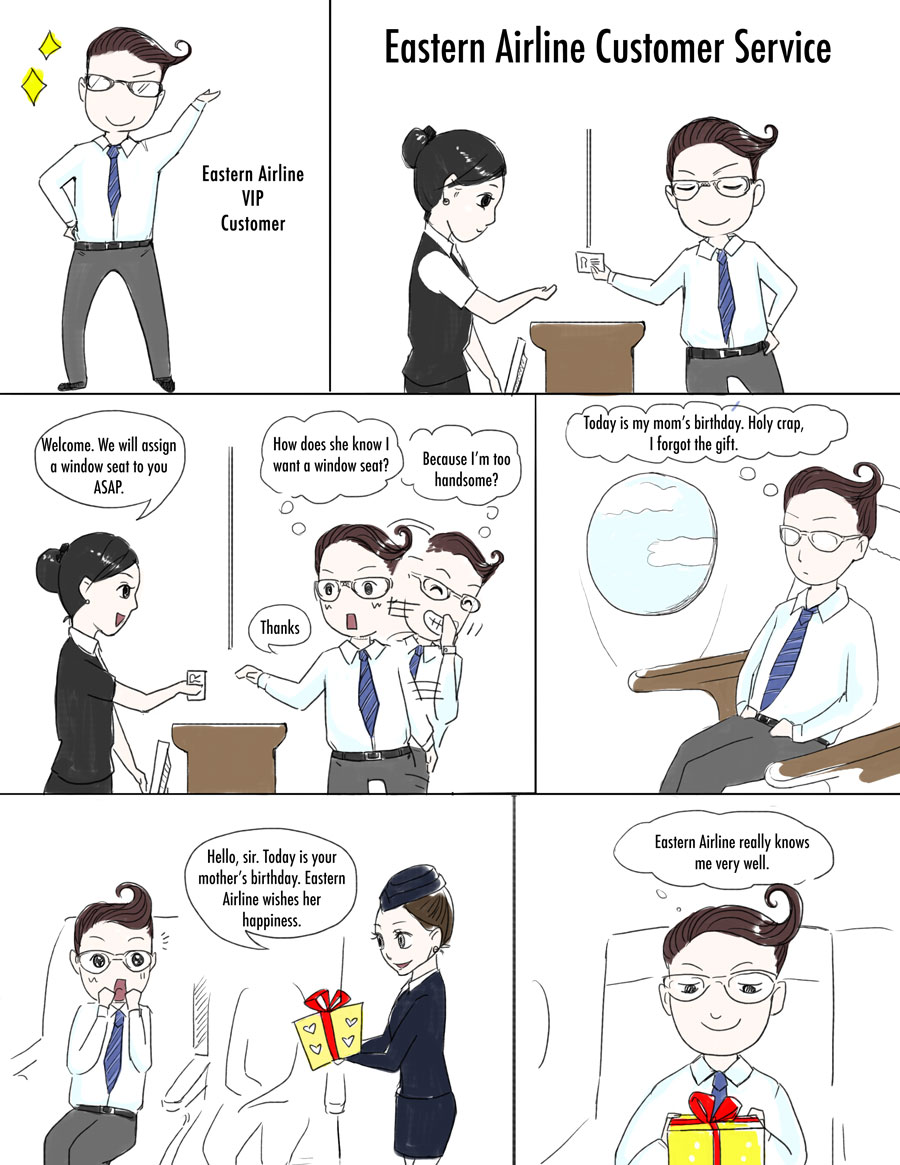 Eastern Airline
VIP
Customer
Eastern Airline Customer Service
R
Welcome. We will assign
a window seat to you
ASAP.
How does she know I
want a window seat?
Because I'm too
handsome?
Thanks
R
Today is my mom's birthday. Holy crap,
I forgot the gift.
Hello, sir. Today is your
mother's birthday. Eastern
Airline wishes her
happiness.
Eastern Airline really knows
me very well.